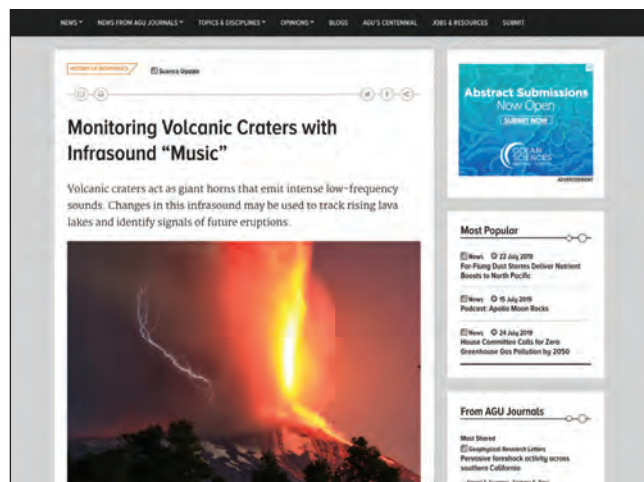 NEWS NEWS FROM AGU JOURNALS TOPICS & DISCIPLINES OPINIONS BLOGS AGU'S CENTENNIAL JOBS & RESOURCES SUBMIT
HISTORY OF GEOPHYSICS Science Update
Monitoring Volcanic Craters with
Infrasound “Music”
Volcanic craters act as giant horns that emit intense low-frequency
sounds. Changes in this infrasound may be used to track rising lava
lakes and identify signals of future eruptions.
Abstract Submissions
Now Open
SUBMIT NOW
OCEAN
SCIENCES
ADVERTISEMENT
Most Popular
News 22 July 2019
Far-Flung Dust Storms Deliver Nutrient
Boosts to North Pacific
News 15 July 2019
Podcast: Apollo Moon Rocks
News 24 July 2019
House Committee Calls for Zero
Greenhouse Gas Pollution by 2050
From AGU Journals
Most Shared
Geophysical Research Letters
Pervasive foreshock activity across
southern California